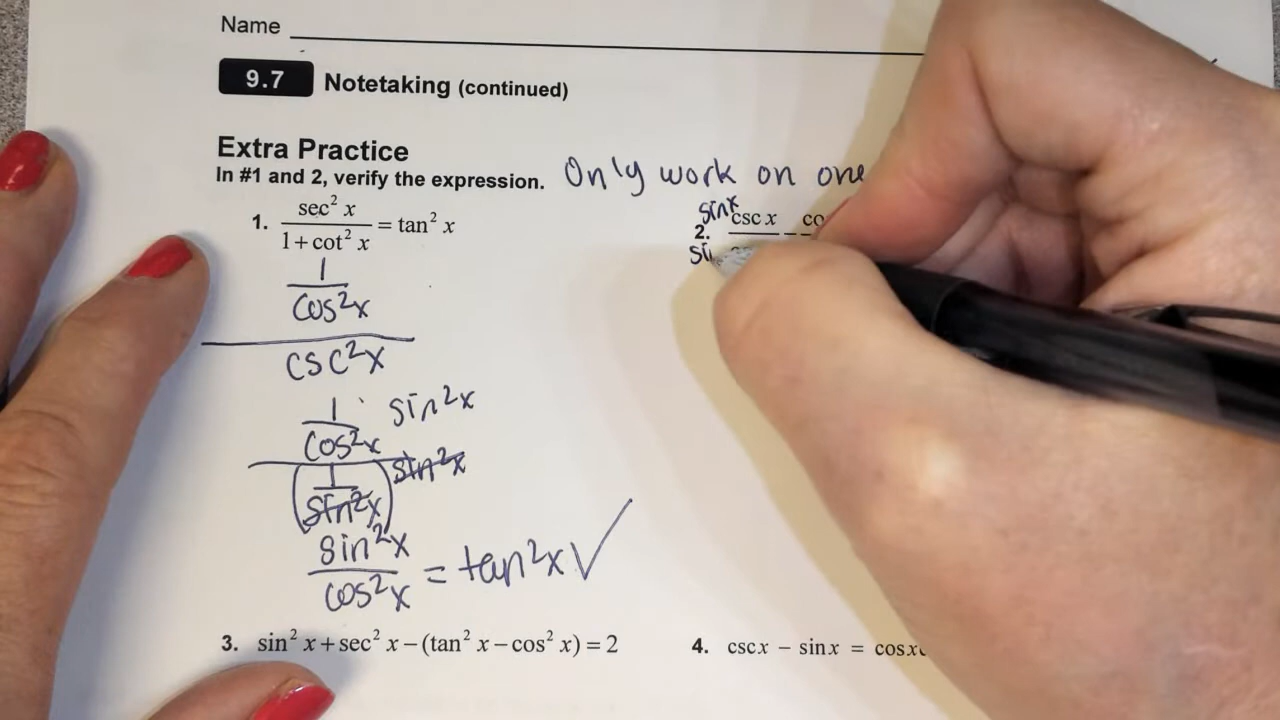 Name
9.7 Notetaking (continued)
Extra Practice
In #1 and 2, verify the expression. Only work on one
1. sec² x / 1 + cot² x = tan² x
sin x
2. csc x −
1
cos²x
csc²x
1 sin²x
cos²x
1 sin²x
sin²x
sin²x
cos²x = tan²x ✓
3. sin² x + sec² x − (tan² x − cos² x) = 2
4. cscx − sinx =